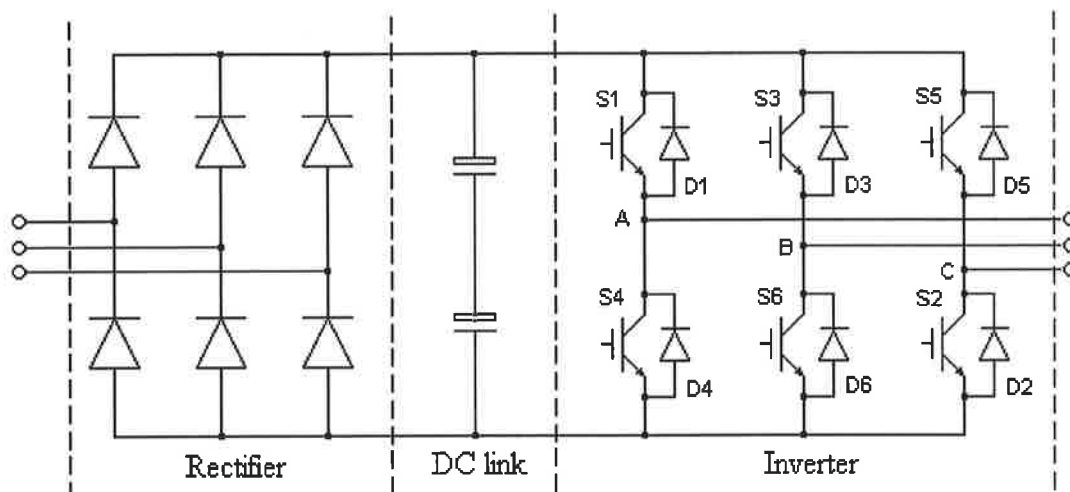 S1
S3
S5
D1
D3
D5
A
B
C
S4
S6
S2
D4
D6
D2
Rectifier
DC link
Inverter